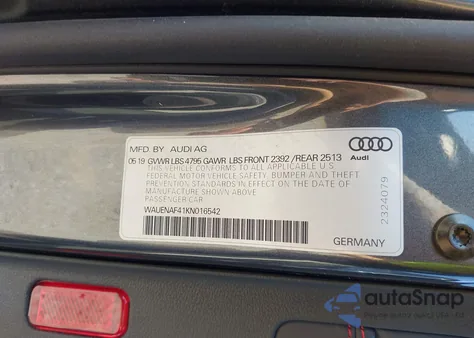 MFD. BY AUDI AG
05 19 GVWR LBS 4795 GAWR LBS FRONT 2392 / REAR 2513
THIS VEHICLE CONFORMS TO ALL APPLICABLE U.S
FEDERAL MOTOR VEHICLE SAFETY, BUMPER, AND THEFT
PREVENTION STANDARDS IN EFFECT ON THE DATE OF
MANUFACTURE SHOWN ABOVE
PASSENGER CAR
WAUENAF41KN016542
GERMANY
Audi
2324079
autoSnap